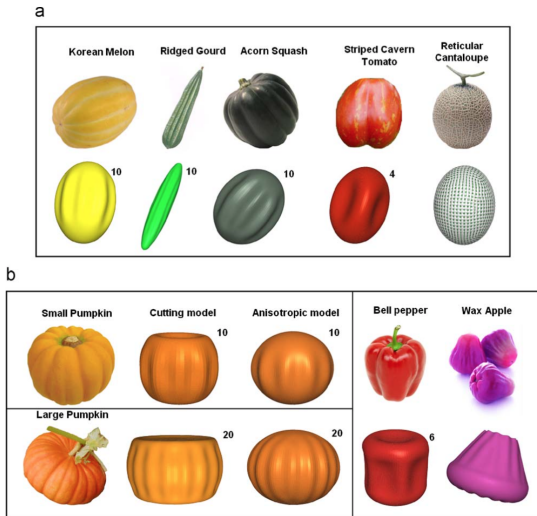 a
Korean Melon
Ridged Gourd
Acorn Squash
Striped Cavern
Tomato
Reticular
Cantaloupe
10
10
10
4
b
Small Pumpkin
Cutting model
Anisotropic model
10
10
Large Pumpkin
20
20
Bell pepper
Wax Apple
6